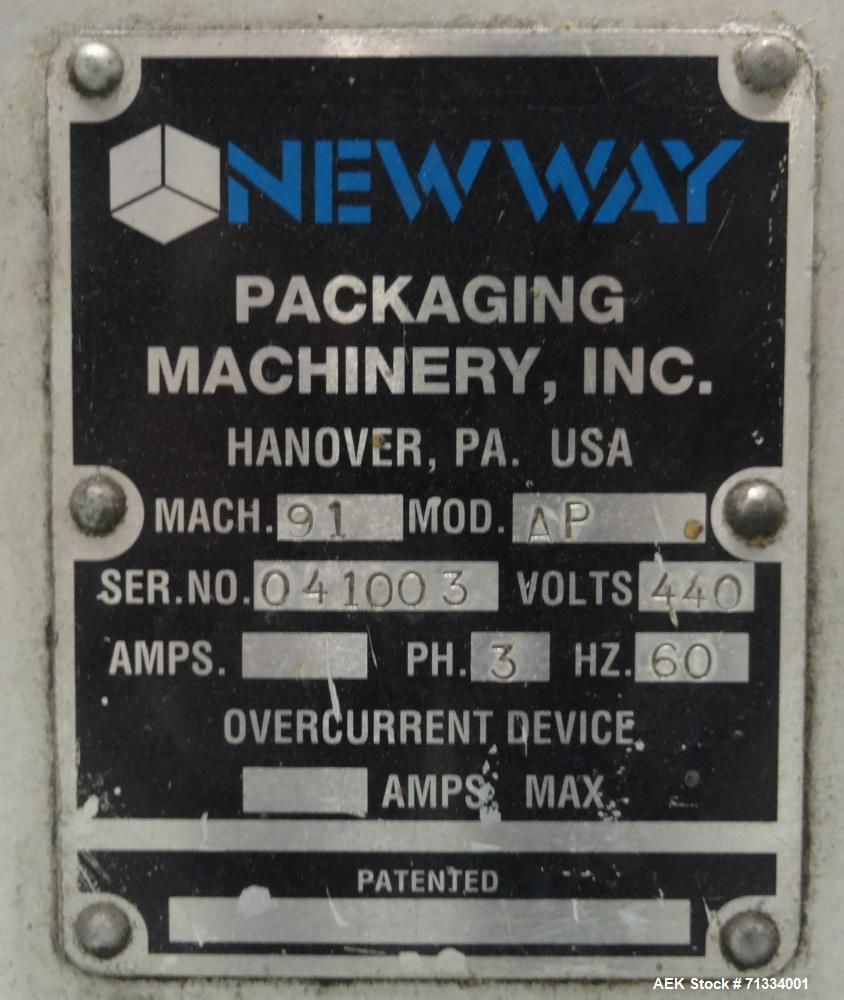 NEWWAY
PACKAGING
MACHINERY, INC.
HANOVER, PA. USA
MACH. 91 MOD. AP
SER.NO. 041003 VOLTS 440
AMPS. PH. 3 HZ. 60
OVERCURRENT DEVICE
AMPS MAX.
PATENTED
AEK Stock # 71334001